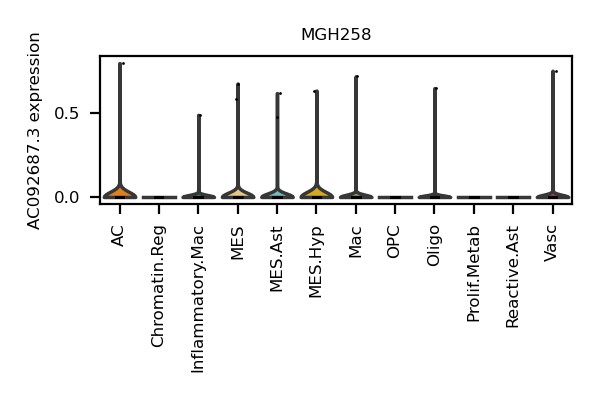 MGH258
AC092687.3 expression
0.5
0.0
AC
Chromatin.Reg
Inflammatory.Mac
MES
MES.Ast
MES.Hyp
Mac
OPC
Oligo
Prolif.Metab
Reactive.Ast
Vasc